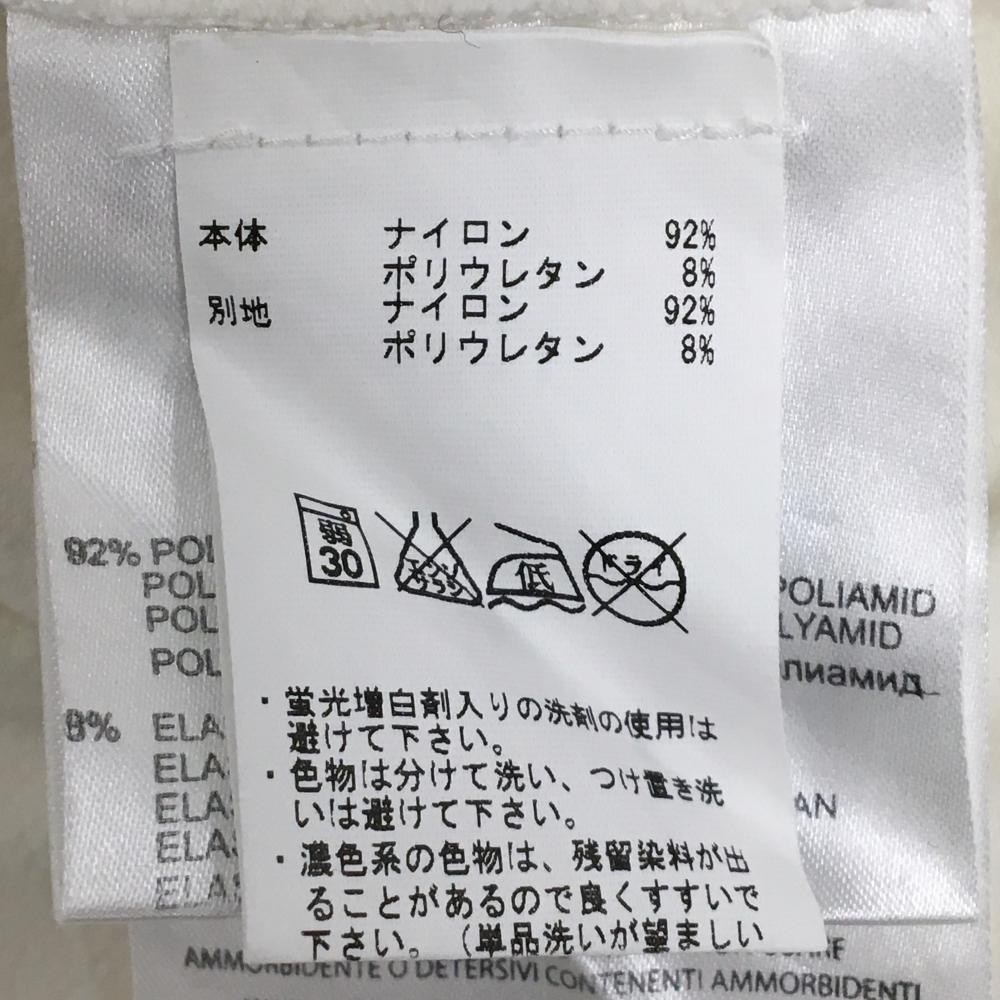 本体 ナイロン 92%
ポリウレタン 8%
別地 ナイロン 92%
ポリウレタン 8%
弱
30
低
ドライ
・蛍光増白剤入りの洗剤の使用は
避けて下さい。
・色物は分けて洗い、つけ置き洗
いは避けて下さい。
・濃色系の色物は、残留染料が出
ることがあるので良くすすいで
下さい。（単品洗いが望ましい
92% POL
POL
POL
POL
POLIAMID
LYAMID
лиамид
8% ELA
ELA
ELAS
ELAS
ELAS
AN
AMMORBIDENTE O DETERSIVI CONTENENTI AMMORBIDENTI